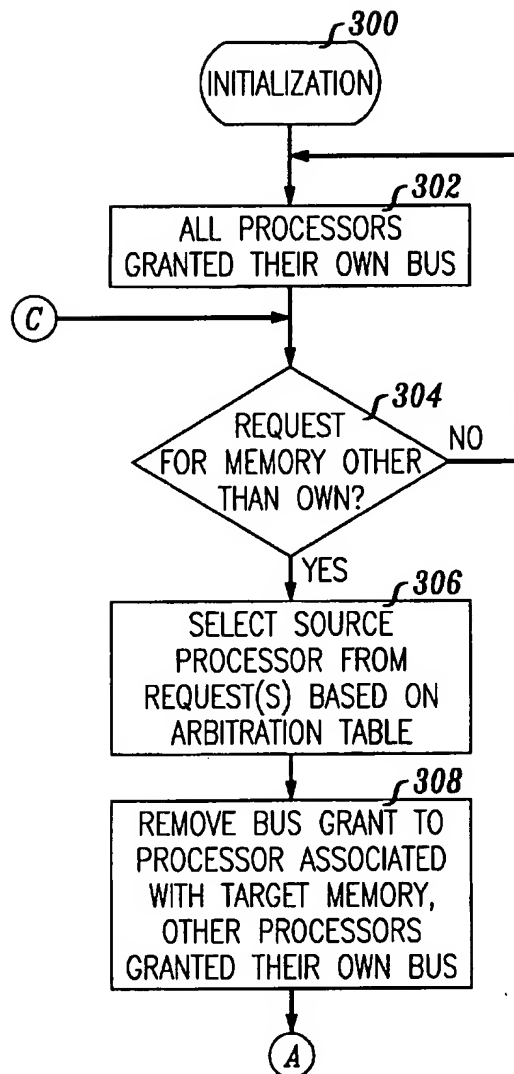 300
INITIALIZATION
302
ALL PROCESSORS
GRANTED THEIR OWN BUS
C
304
REQUEST
FOR MEMORY OTHER
THAN OWN?
NO
YES
306
SELECT SOURCE
PROCESSOR FROM
REQUEST(S) BASED ON
ARBITRATION TABLE
308
REMOVE BUS GRANT TO
PROCESSOR ASSOCIATED
WITH TARGET MEMORY,
OTHER PROCESSORS
GRANTED THEIR OWN BUS
A